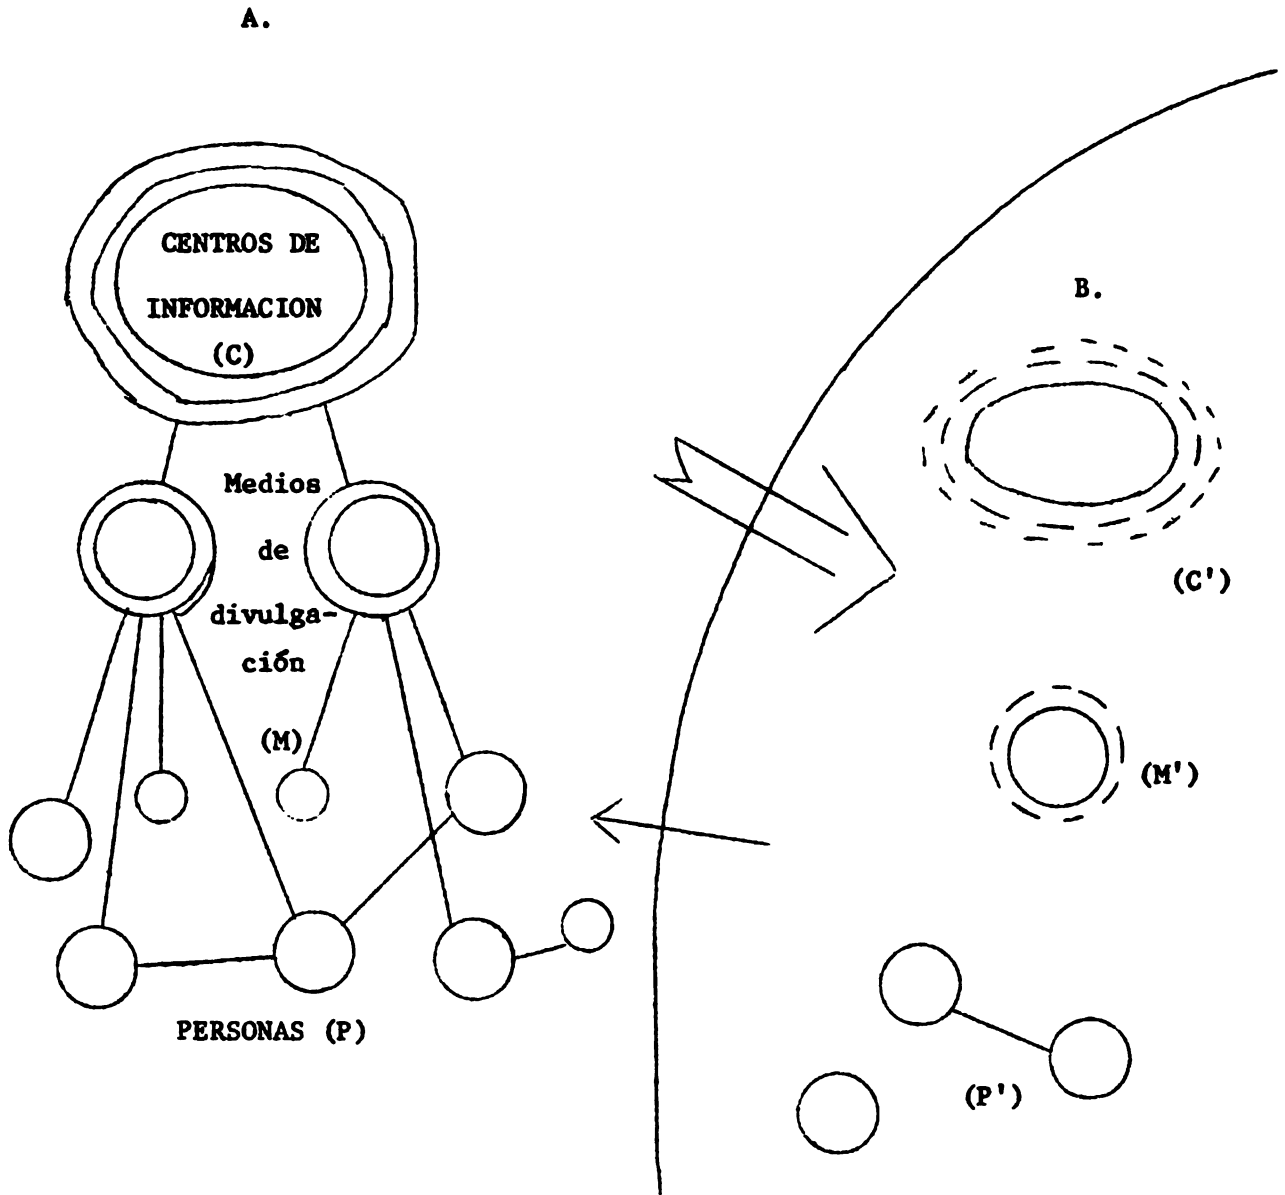 A.
CENTROS DE
INFORMACION
(C)
Medios
de
divulga-
ción
(M)
PERSONAS (P)
B.
(C')
(M')
(P')